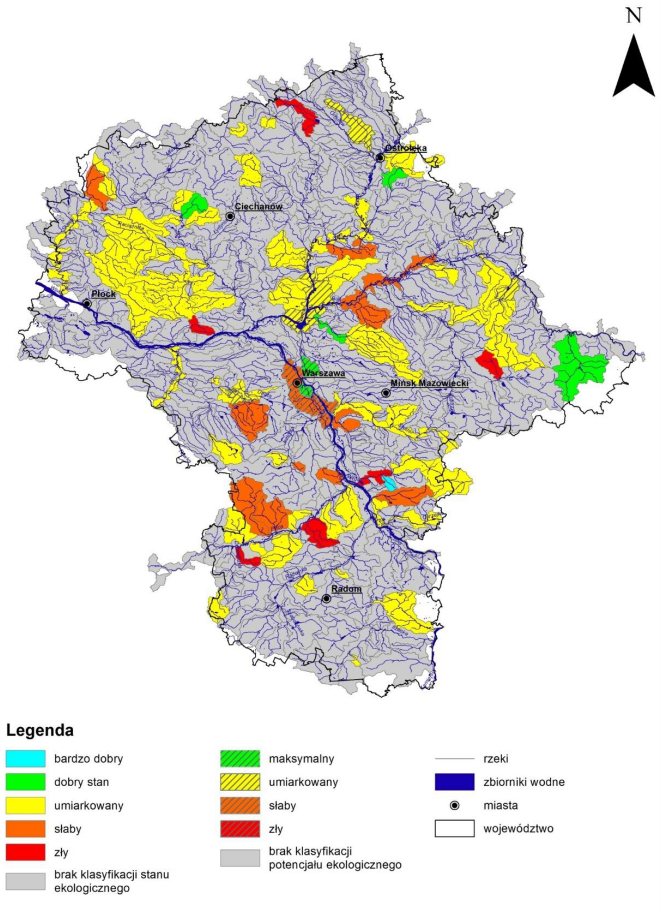 N
Ostrołęka
Ciechanów
Płock
Warszawa
Mińsk Mazowiecki
Radom
Legenda
bardzo dobry
dobry stan
umiarkowany
słaby
zły
brak klasyfikacji stanu
ekologicznego
maksymalny
umiarkowany
słaby
zły
brak klasyfikacji
potencjału ekologicznego
rzeki
zbiorniki wodne
miasta
województwo